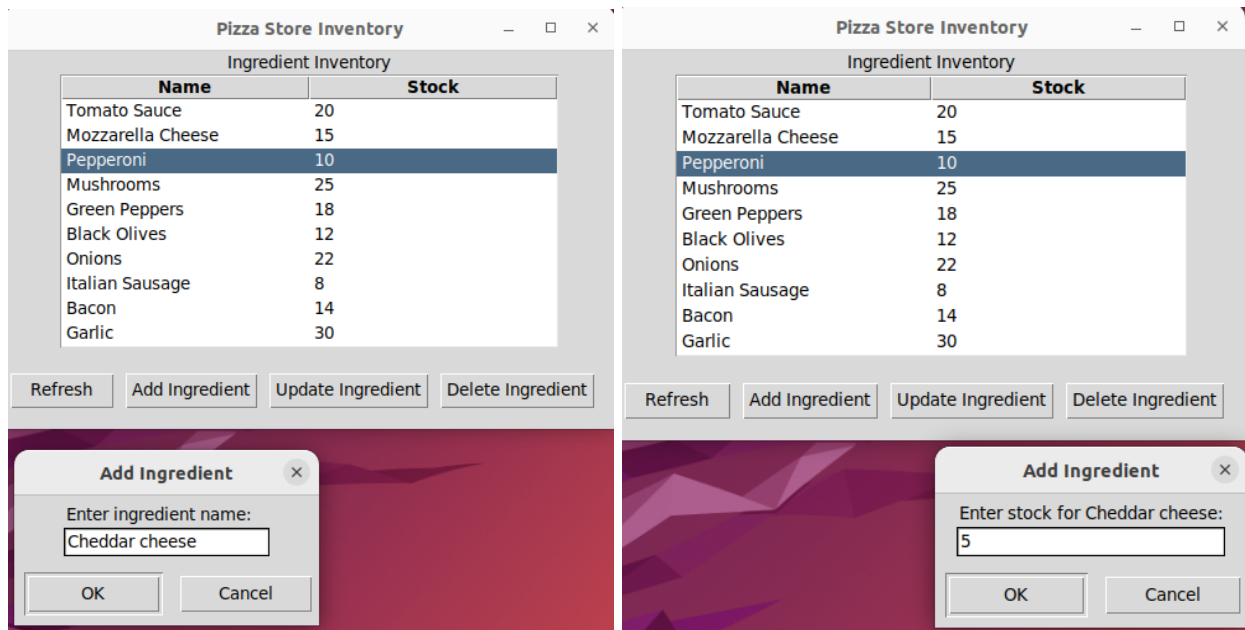 Pizza Store Inventory
Ingredient Inventory
Name Stock
Tomato Sauce 20
Mozzarella Cheese 15
Pepperoni 10
Mushrooms 25
Green Peppers 18
Black Olives 12
Onions 22
Italian Sausage 8
Bacon 14
Garlic 30
Refresh Add Ingredient Update Ingredient Delete Ingredient
Add Ingredient
Enter ingredient name:
Cheddar cheese
OK Cancel
Pizza Store Inventory
Ingredient Inventory
Name Stock
Tomato Sauce 20
Mozzarella Cheese 15
Pepperoni 10
Mushrooms 25
Green Peppers 18
Black Olives 12
Onions 22
Italian Sausage 8
Bacon 14
Garlic 30
Refresh Add Ingredient Update Ingredient Delete Ingredient
Add Ingredient
Enter stock for Cheddar cheese:
5
OK Cancel